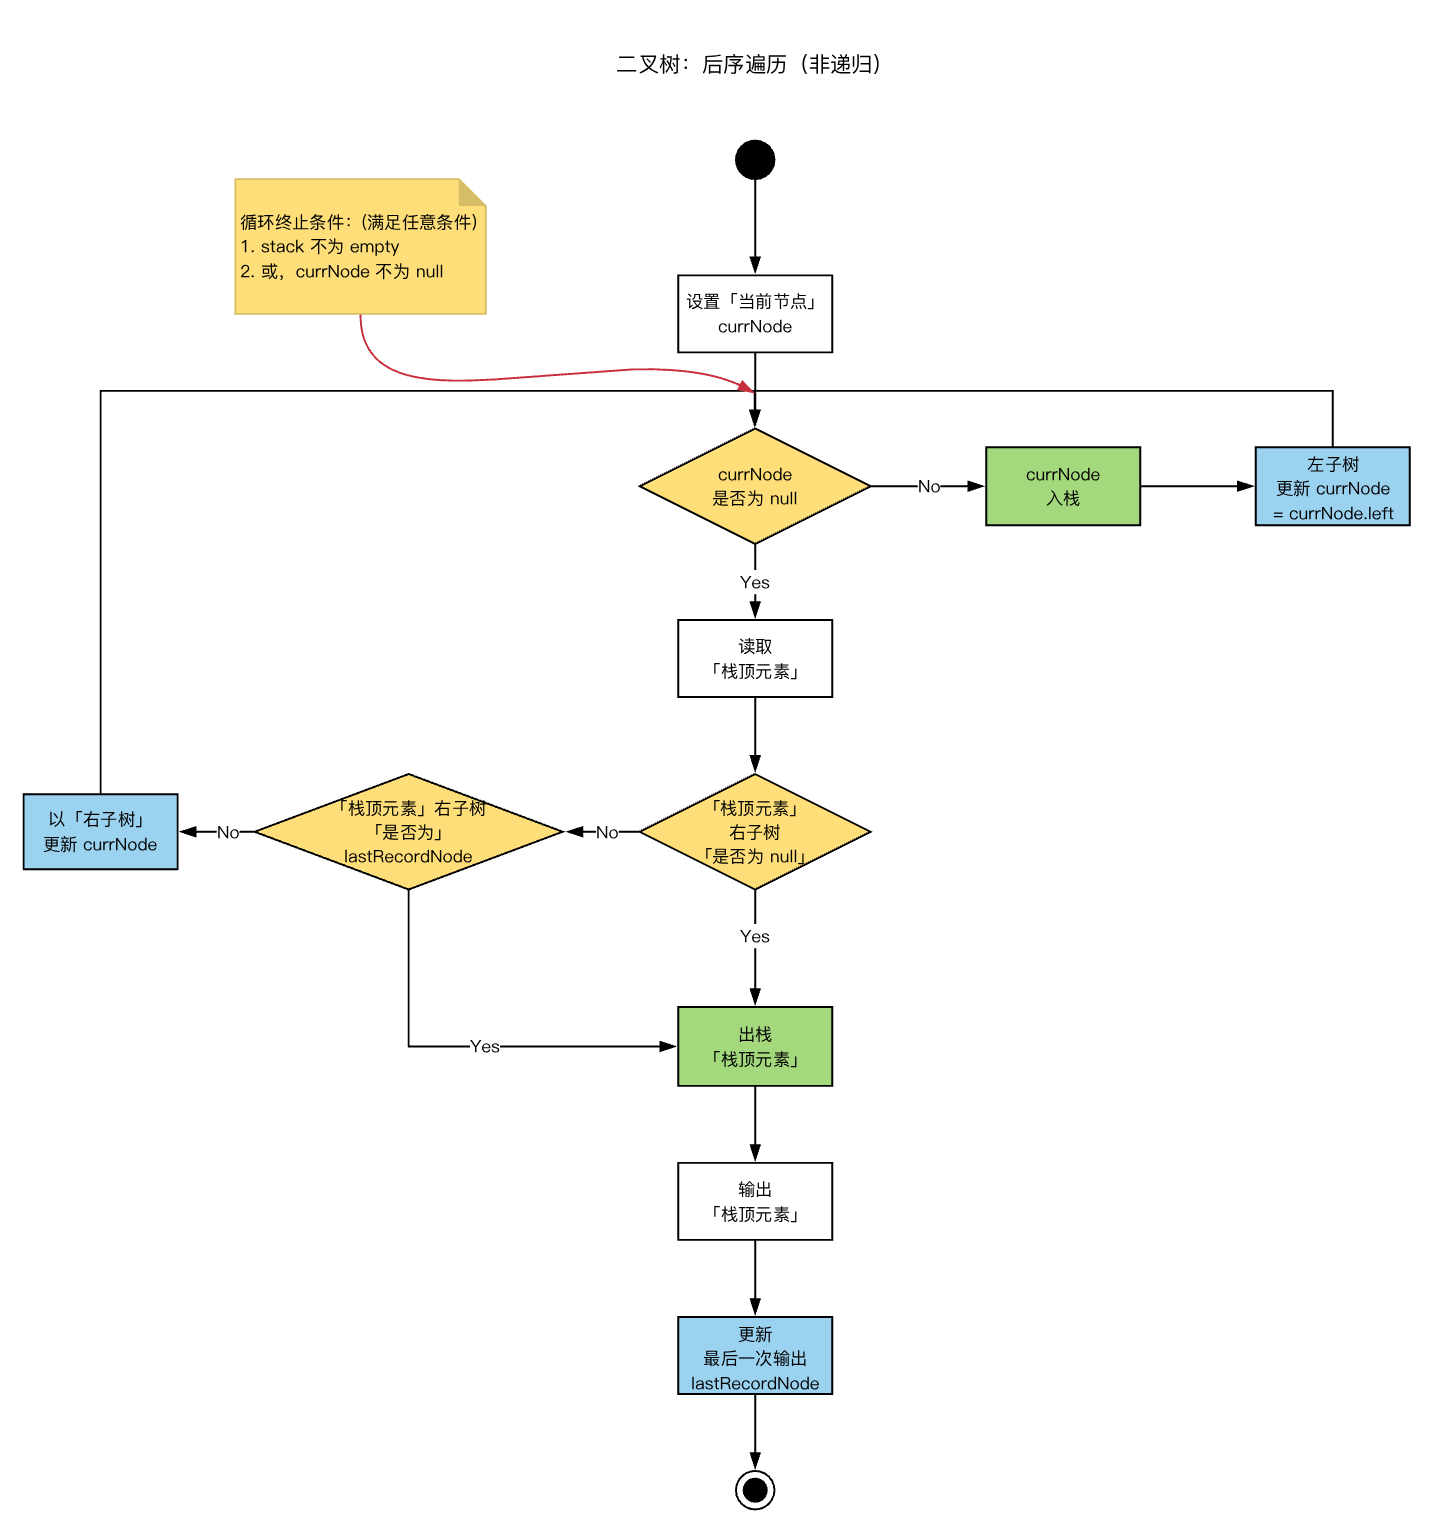 二叉树：后序遍历（非递归）
循环终止条件：（满足任意条件）
1. stack 不为 empty
2. 或，currNode 不为 null
设置「当前节点」
currNode
currNode
是否为 null
No
currNode
入栈
左子树
更新 currNode
= currNode.left
Yes
读取
「栈顶元素」
「栈顶元素」
右子树
「是否为 null」
No
「栈顶元素」右子树
「是否为」
lastRecordNode
No
以「右子树」
更新 currNode
Yes
Yes
出栈
「栈顶元素」
输出
「栈顶元素」
更新
最后一次输出
lastRecordNode